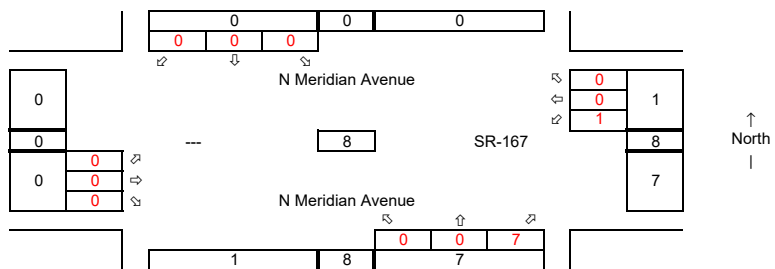 0 0 0
0 0 0
⬃ ⇩ ⬂
N Meridian Avenue
⬁ 0
0 ⇦ 0 1
⬃ 1 ↑
0 --- 8 SR-167 8 North
0 ⬀ |
0 0 ⇨ 7
0 ⬂ N Meridian Avenue
⬁ ⇧ ⬀
0 0 7
1 8 7